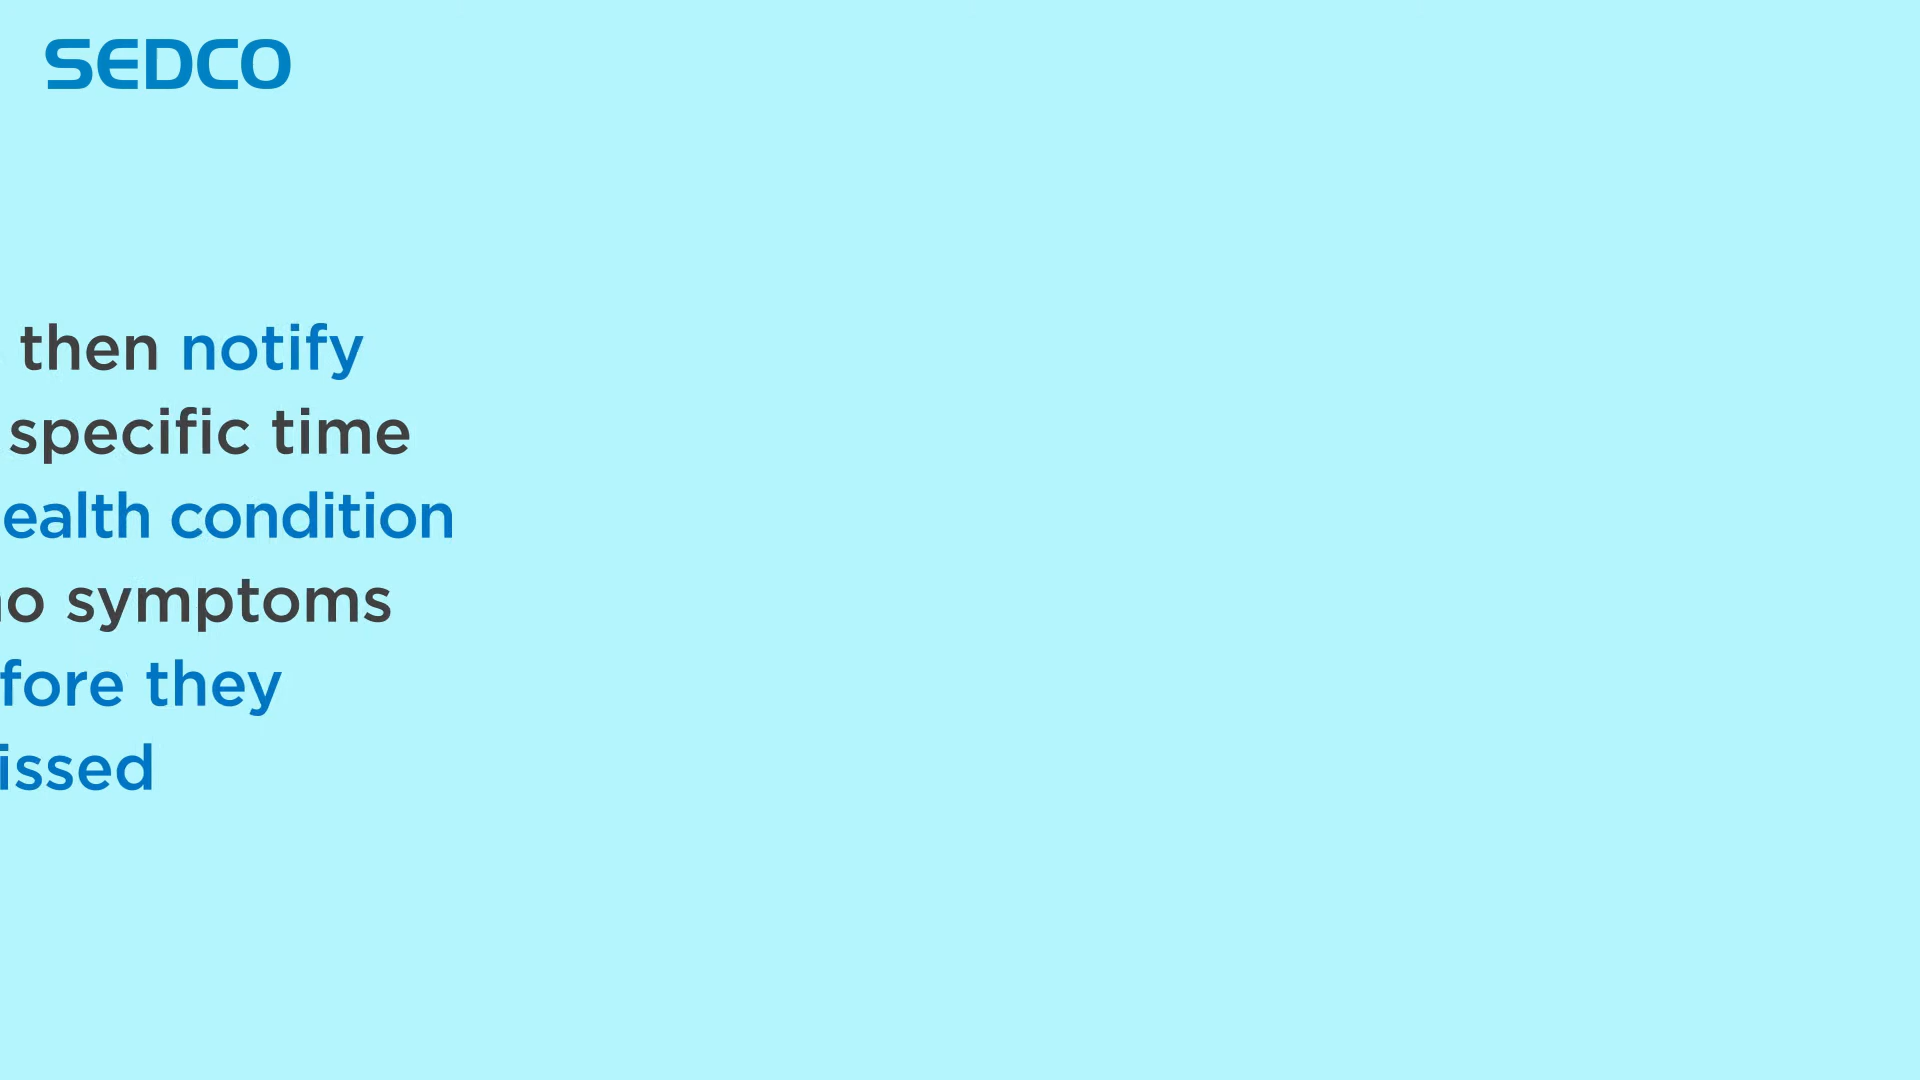 SEDCO
then notify
specific time
ealth condition
o symptoms
fore they
issed